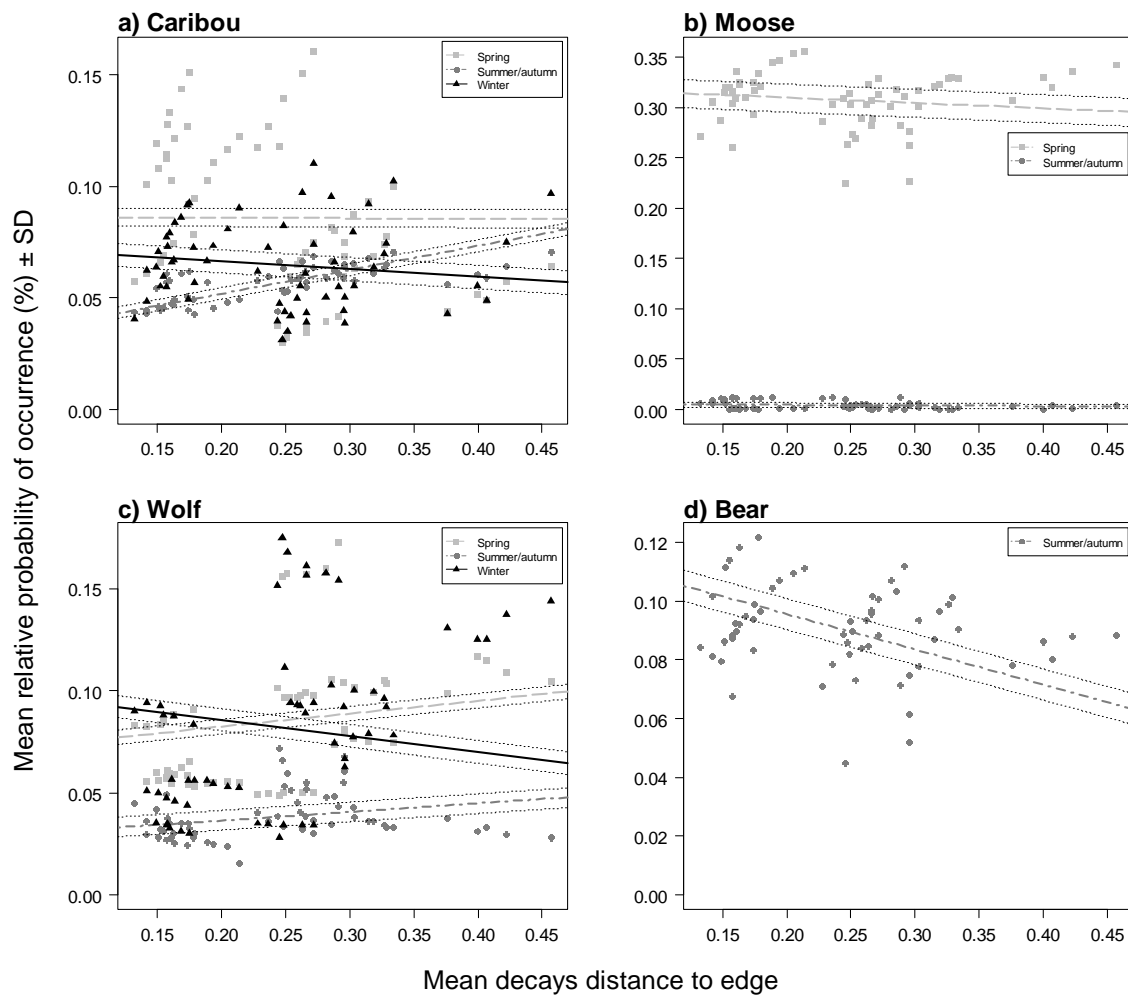 a) Caribou
Spring
Summer/autumn
Winter
0.15
0.10
0.05
0.00
0.15 0.20 0.25 0.30 0.35 0.40 0.45
b) Moose
Spring
Summer/autumn
0.35
0.30
0.25
0.20
0.15
0.10
0.05
0.00
0.15 0.20 0.25 0.30 0.35 0.40 0.45
c) Wolf
Spring
Summer/autumn
Winter
0.15
0.10
0.05
0.00
0.15 0.20 0.25 0.30 0.35 0.40 0.45
d) Bear
Summer/autumn
0.12
0.10
0.08
0.06
0.04
0.02
0.00
0.15 0.20 0.25 0.30 0.35 0.40 0.45
Mean relative probability of occurrence (%) ± SD
Mean decays distance to edge